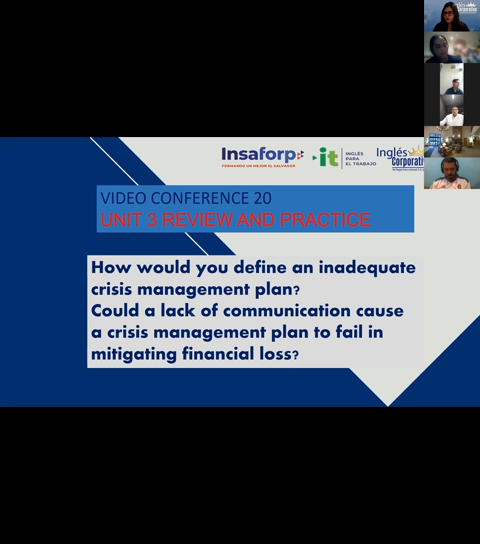 Insaforp
FORMANDO UN MEJOR EL SALVADOR
it
INGLÉS
PARA
EL TRABAJO
Inglés
Corporativo
VIDEO CONFERENCE 20
UNIT 3 REVIEW AND PRACTICE
How would you define an inadequate
crisis management plan?
Could a lack of communication cause
a crisis management plan to fail in
mitigating financial loss?